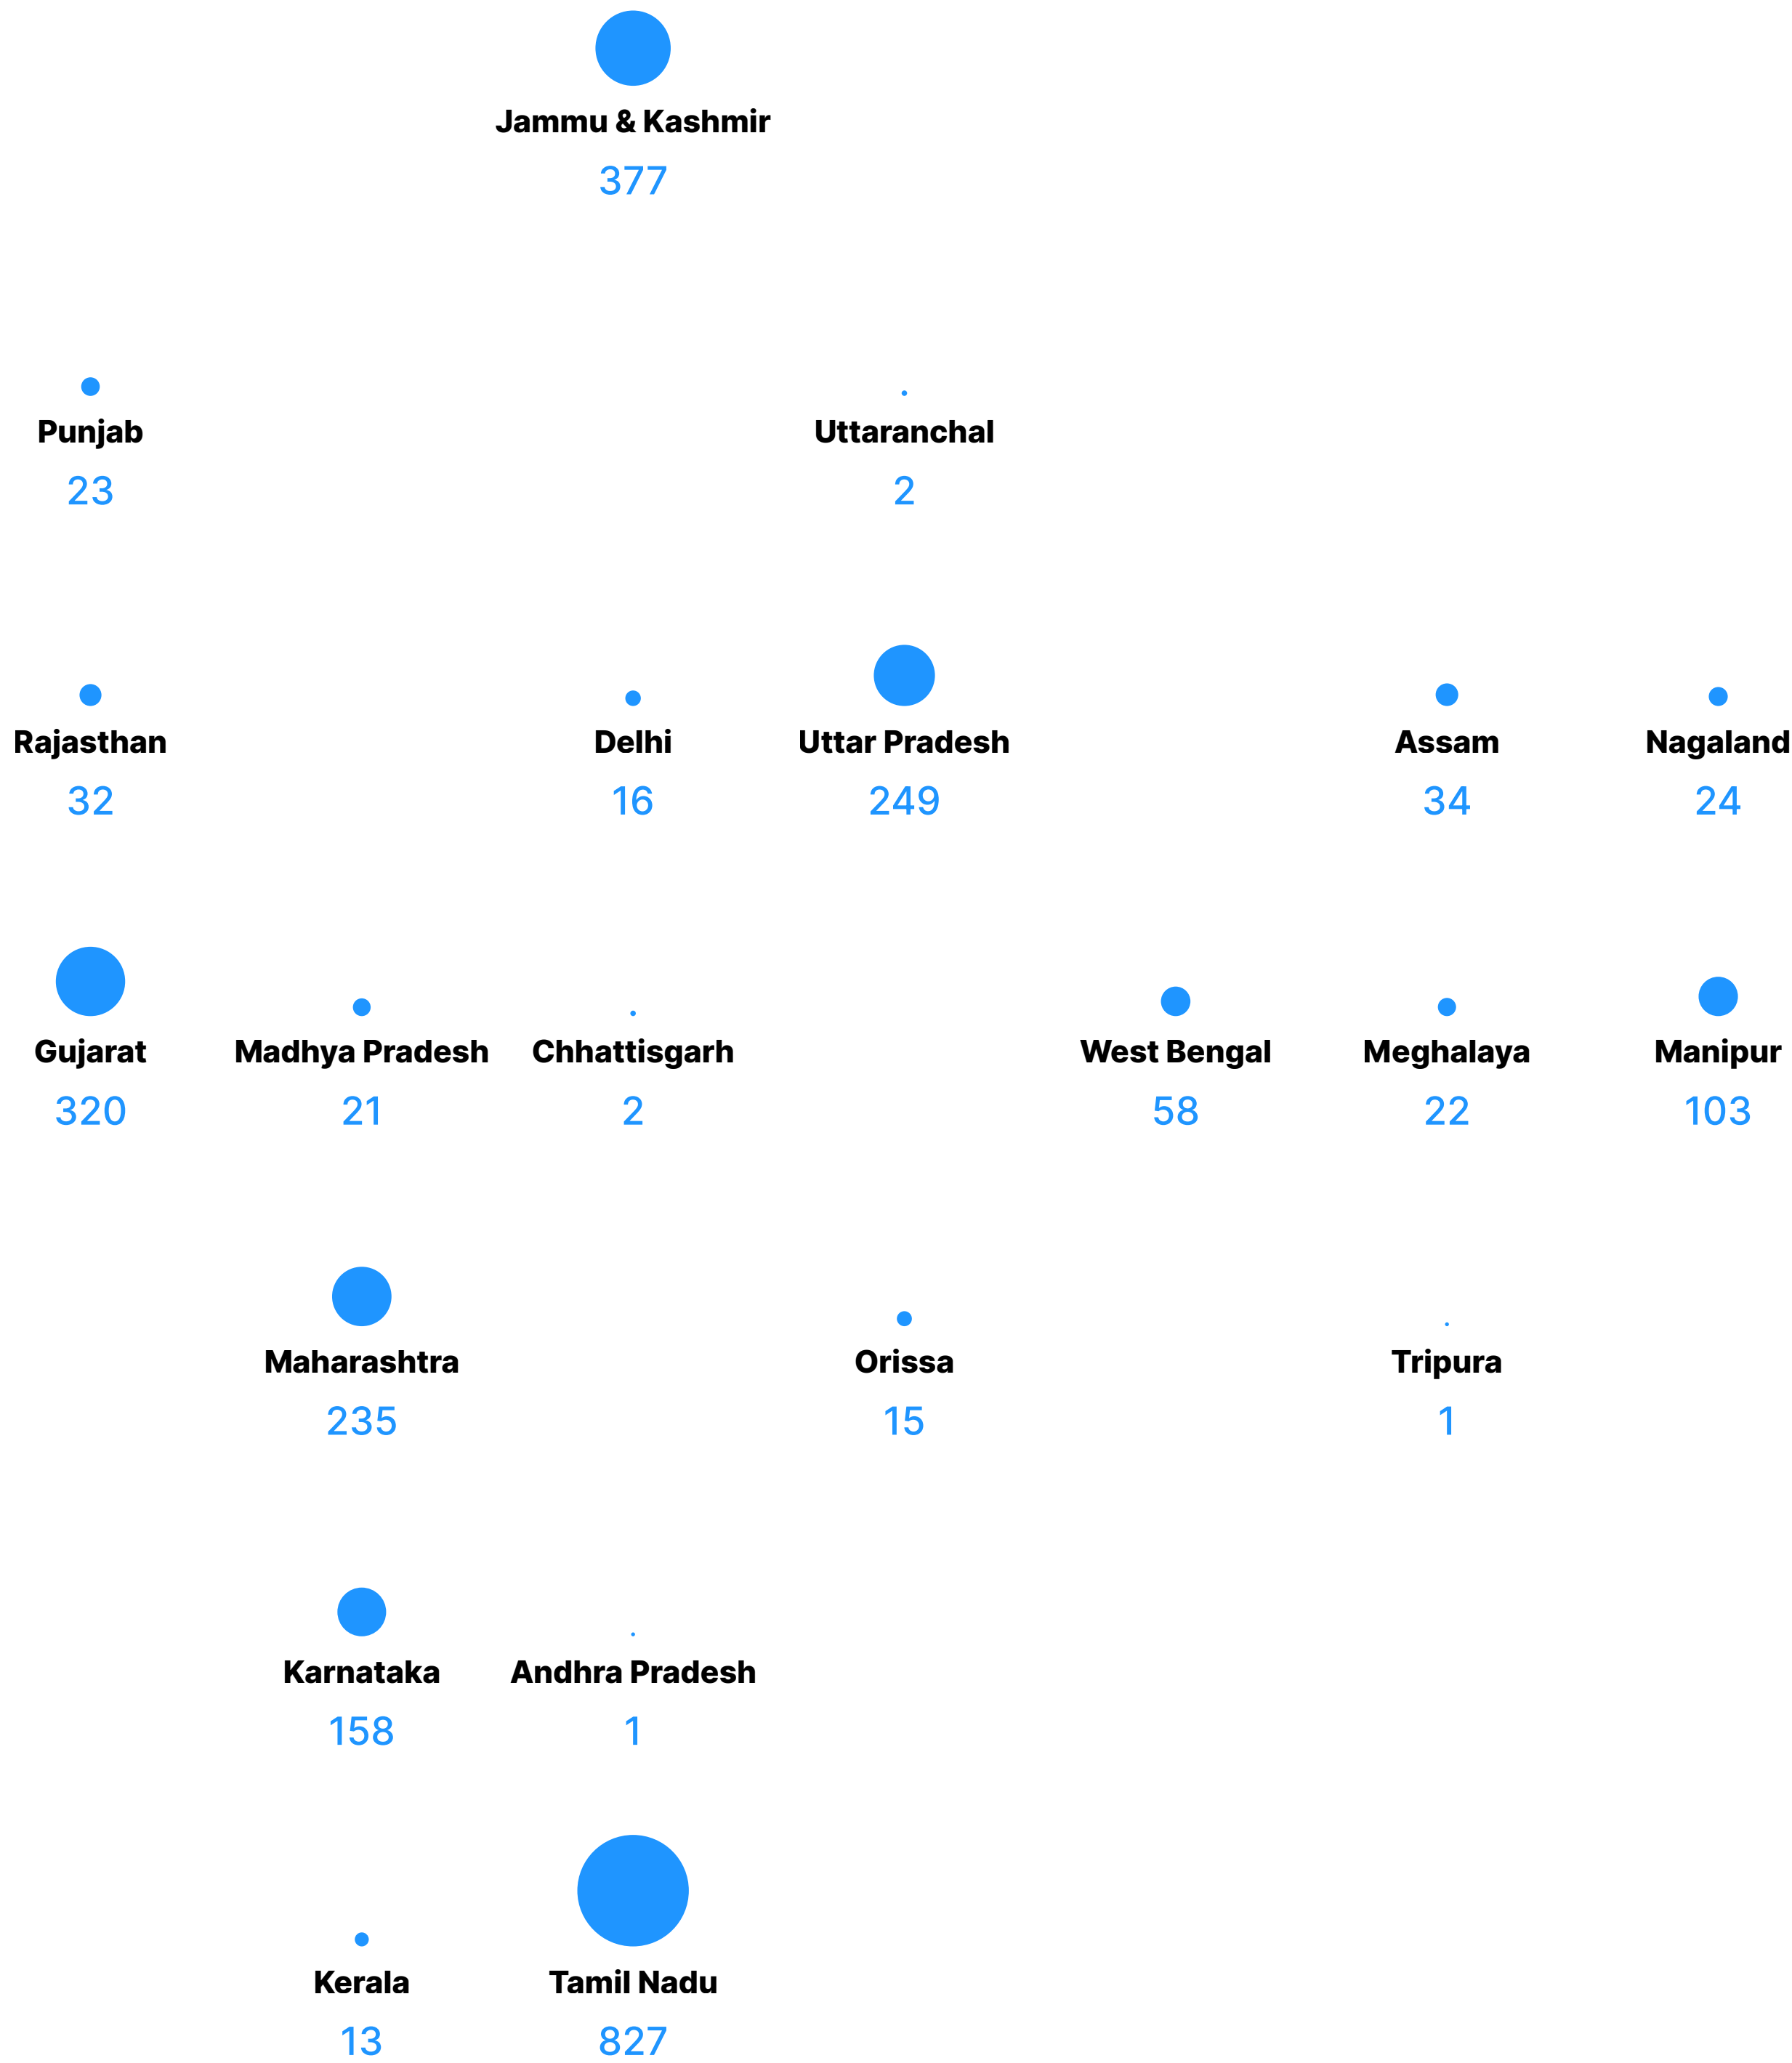 Jammu & Kashmir
377
Punjab
23
Uttaranchal
2
Rajasthan
32
Delhi
16
Uttar Pradesh
249
Assam
34
Nagaland
24
Gujarat
320
Madhya Pradesh
21
Chhattisgarh
2
West Bengal
58
Meghalaya
22
Manipur
103
Maharashtra
235
Orissa
15
Tripura
1
Karnataka
158
Andhra Pradesh
1
Kerala
13
Tamil Nadu
827